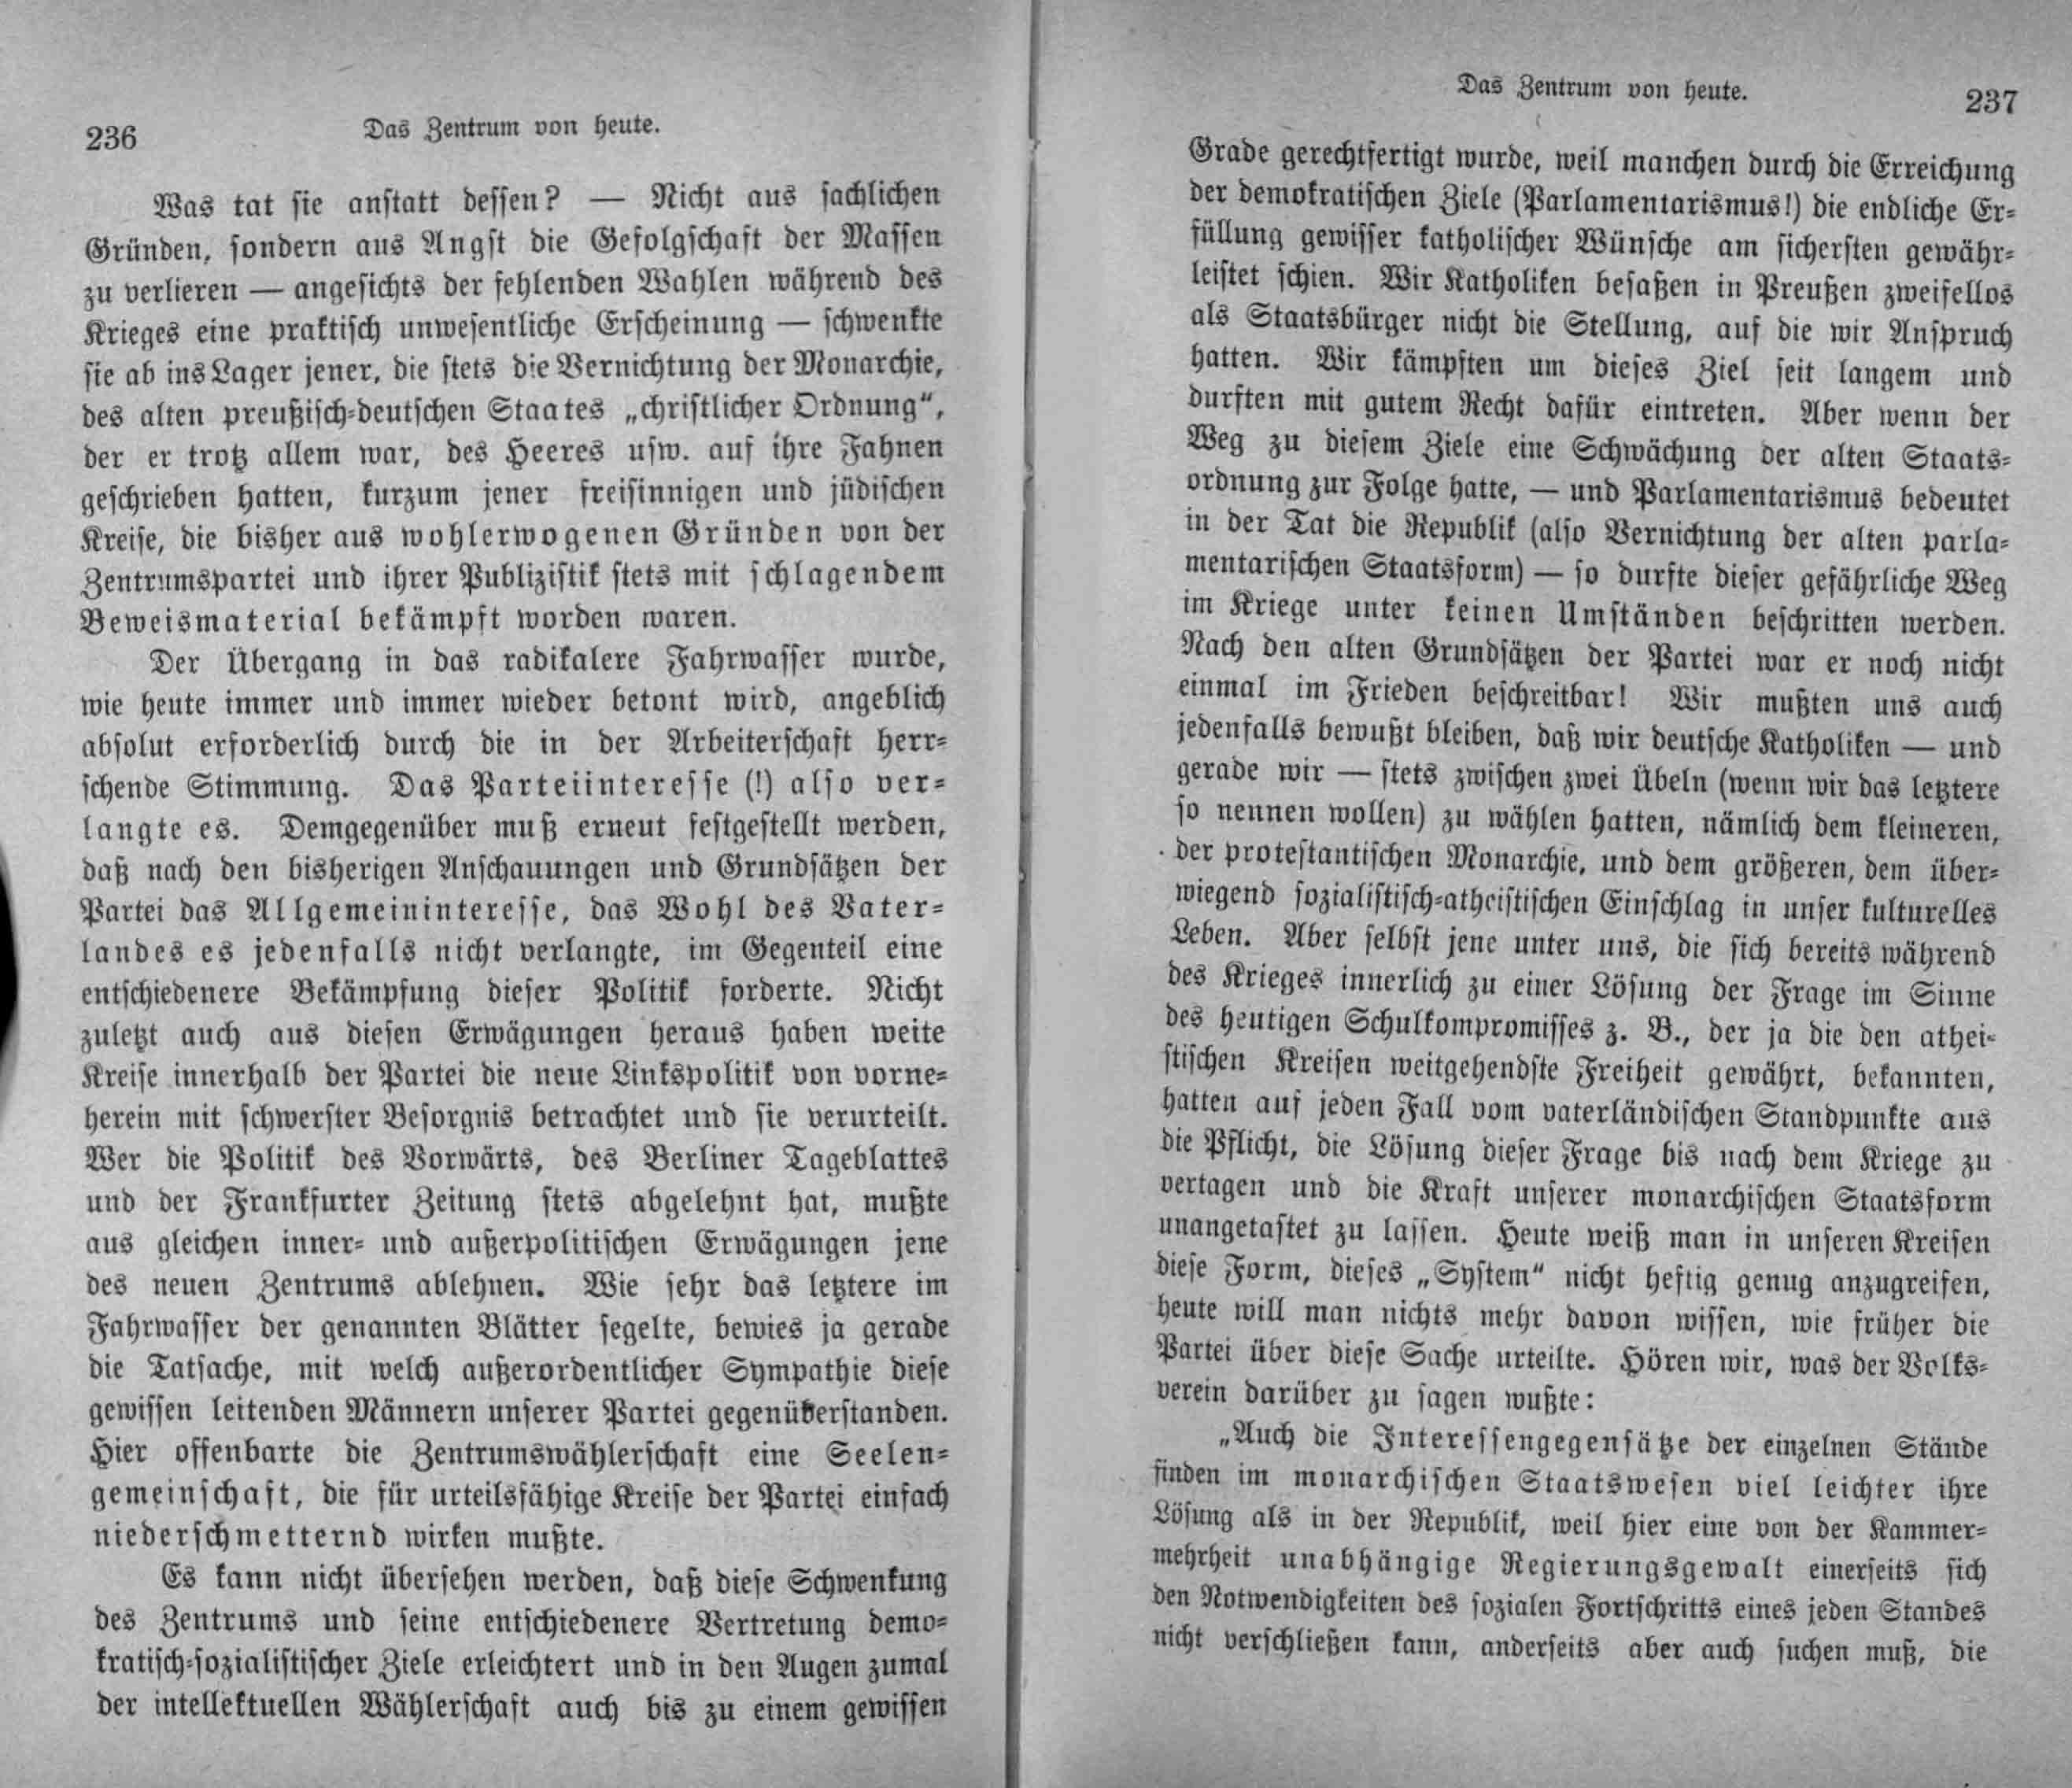 236
Das Zentrum von heute.
Was tat sie anstatt dessen? — Nicht aus sachlichen
Gründen, sondern aus Angst die Gefolgschaft der Massen
zu verlieren — angesichts der fehlenden Wahlen während des
Krieges eine praktisch unwesentliche Erscheinung — schwenkte
sie ab ins Lager jener, die stets die Vernichtung der Monarchie,
des alten preußisch-deutschen Staates „christlicher Ordnung“,
der er trotz allem war, des Heeres usw. auf ihre Fahnen
geschrieben hatten, kurzum jener freisinnigen und jüdischen
Kreise, die bisher aus wohlerwogenen Gründen von der
Zentrumspartei und ihrer Publizistik stets mit schlagendem
Beweismaterial bekämpft worden waren.
Der Übergang in das radikalere Fahrwasser wurde,
wie heute immer und immer wieder betont wird, angeblich
absolut erforderlich durch die in der Arbeiterschaft herr-
schende Stimmung. Das Parteiinteresse (!) also ver-
langte es. Demgegenüber muß erneut festgestellt werden,
daß nach den bisherigen Anschauungen und Grundsätzen der
Partei das Allgemeininteresse, das Wohl des Vater-
landes es jedenfalls nicht verlangte, im Gegenteil eine
entschiedenere Bekämpfung dieser Politik forderte. Nicht
zuletzt auch aus diesen Erwägungen heraus haben weite
Kreise innerhalb der Partei die neue Linkspolitik von vorne-
herein mit schwerster Besorgnis betrachtet und sie verurteilt.
Wer die Politik des Vorwärts, des Berliner Tageblattes
und der Frankfurter Zeitung stets abgelehnt hat, mußte
aus gleichen inner- und außerpolitischen Erwägungen jene
des neuen Zentrums ablehnen. Wie sehr das letztere im
Fahrwasser der genannten Blätter segelte, bewies ja gerade
die Tatsache, mit welch außerordentlicher Sympathie diese
gewissen leitenden Männern unserer Partei gegenüberstanden.
Hier offenbarte die Zentrumswählerschaft eine Seelen-
gemeinschaft, die für urteilsfähige Kreise der Partei einfach
niederschmetternd wirken mußte.
Es kann nicht übersehen werden, daß diese Schwenkung
des Zentrums und seine entschiedenere Vertretung demo-
kratisch-sozialistischer Ziele erleichtert und in den Augen zumal
der intellektuellen Wählerschaft auch bis zu einem gewissen
Das Zentrum von heute.
237
Grade gerechtfertigt wurde, weil manchen durch die Erreichung
der demokratischen Ziele (Parlamentarismus!) die endliche Er-
füllung gewisser katholischer Wünsche am sichersten gewähr-
leistet schien. Wir Katholiken besaßen in Preußen zweifellos
als Staatsbürger nicht die Stellung, auf die wir Anspruch
hatten. Wir kämpften um dieses Ziel seit langem und
durften mit gutem Recht dafür eintreten. Aber wenn der
Weg zu diesem Ziele eine Schwächung der alten Staats-
ordnung zur Folge hatte, — und Parlamentarismus bedeutet
in der Tat die Republik (also Vernichtung der alten parla-
mentarischen Staatsform) — so durfte dieser gefährliche Weg
im Kriege unter keinen Umständen beschritten werden.
Nach den alten Grundsätzen der Partei war er noch nicht
einmal im Frieden beschreitbar! Wir mußten uns auch
jedenfalls bewußt bleiben, daß wir deutsche Katholiken — und
gerade wir — stets zwischen zwei Übeln (wenn wir das letztere
so nennen wollen) zu wählen hatten, nämlich dem kleineren,
der protestantischen Monarchie, und dem größeren, dem über-
wiegend sozialistisch-atheistischen Einschlag in unser kulturelles
Leben. Aber selbst jene unter uns, die sich bereits während
des Krieges innerlich zu einer Lösung der Frage im Sinne
des heutigen Schulkompromisses z. B., der ja die den athei-
stischen Kreisen weitgehendste Freiheit gewährt, bekannten,
hatten auf jeden Fall vom vaterländischen Standpunkte aus
die Pflicht, die Lösung dieser Frage bis nach dem Kriege zu
vertagen und die Kraft unserer monarchischen Staatsform
unangetastet zu lassen. Heute weiß man in unseren Kreisen
diese Form, dieses „System“ nicht heftig genug anzugreifen,
heute will man nichts mehr davon wissen, wie früher die
Partei über diese Sache urteilte. Hören wir, was der Volks-
verein darüber zu sagen wußte:
„Auch die Interessengegensätze der einzelnen Stände
finden im monarchischen Staatswesen viel leichter ihre
Lösung als in der Republik, weil hier eine von der Kammer-
mehrheit unabhängige Regierungsgewalt einerseits sich
den Notwendigkeiten des sozialen Fortschritts eines jeden Standes
nicht verschließen kann, anderseits aber auch suchen muß, die